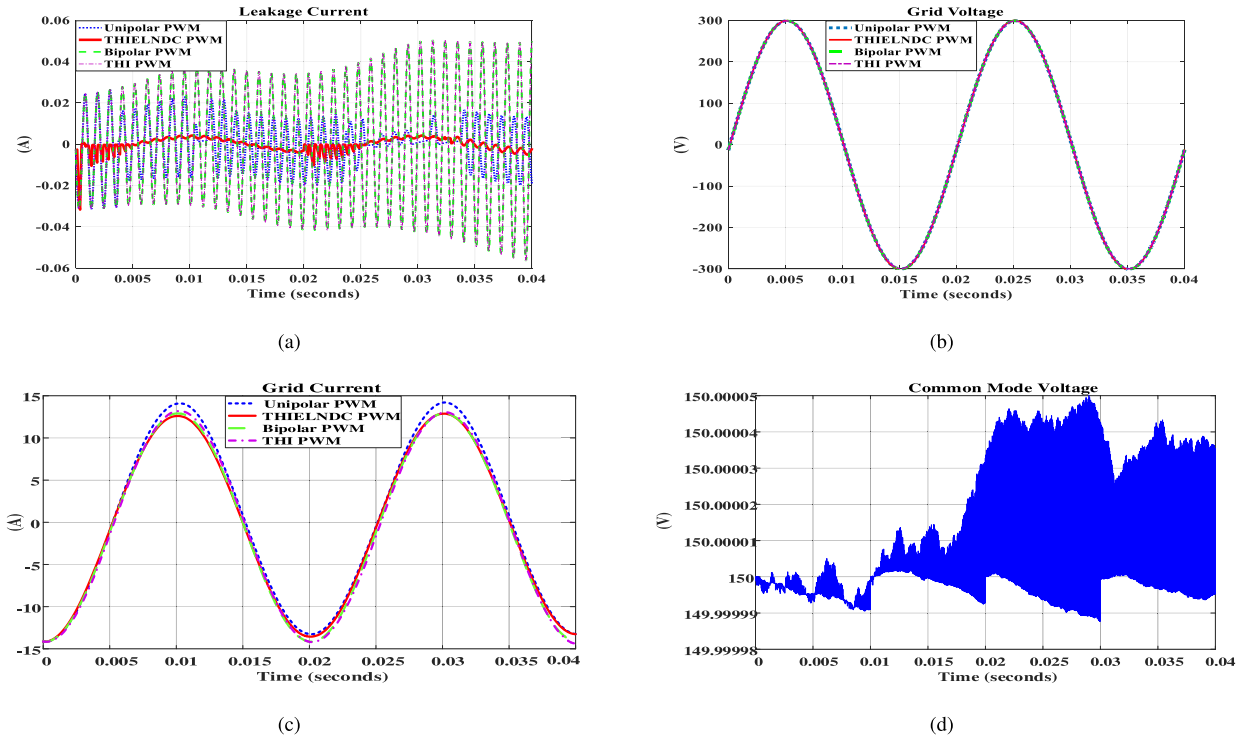 Leakage Current
0.06
0.04
0.02
0
-0.02
-0.04
-0.06
(A)
Unipolar PWM
THIELNDC PWM
Bipolar PWM
THI PWM
0 0.005 0.01 0.015 0.02 0.025 0.03 0.035 0.04
Time (seconds)
(a)
Grid Voltage
300
200
100
0
-100
-200
-300
(V)
Unipolar PWM
THIELNDC PWM
Bipolar PWM
THI PWM
0 0.005 0.01 0.015 0.02 0.025 0.03 0.035 0.04
Time (seconds)
(b)
Grid Current
15
10
5
0
-5
-10
-15
(A)
Unipolar PWM
THIELNDC PWM
Bipolar PWM
THI PWM
0 0.005 0.01 0.015 0.02 0.025 0.03 0.035 0.04
Time (seconds)
(c)
Common Mode Voltage
150.00005
150.00004
150.00003
150.00002
150.00001
150
149.99999
149.99998
(V)
0 0.005 0.01 0.015 0.02 0.025 0.03 0.035 0.04
Time (seconds)
(d)